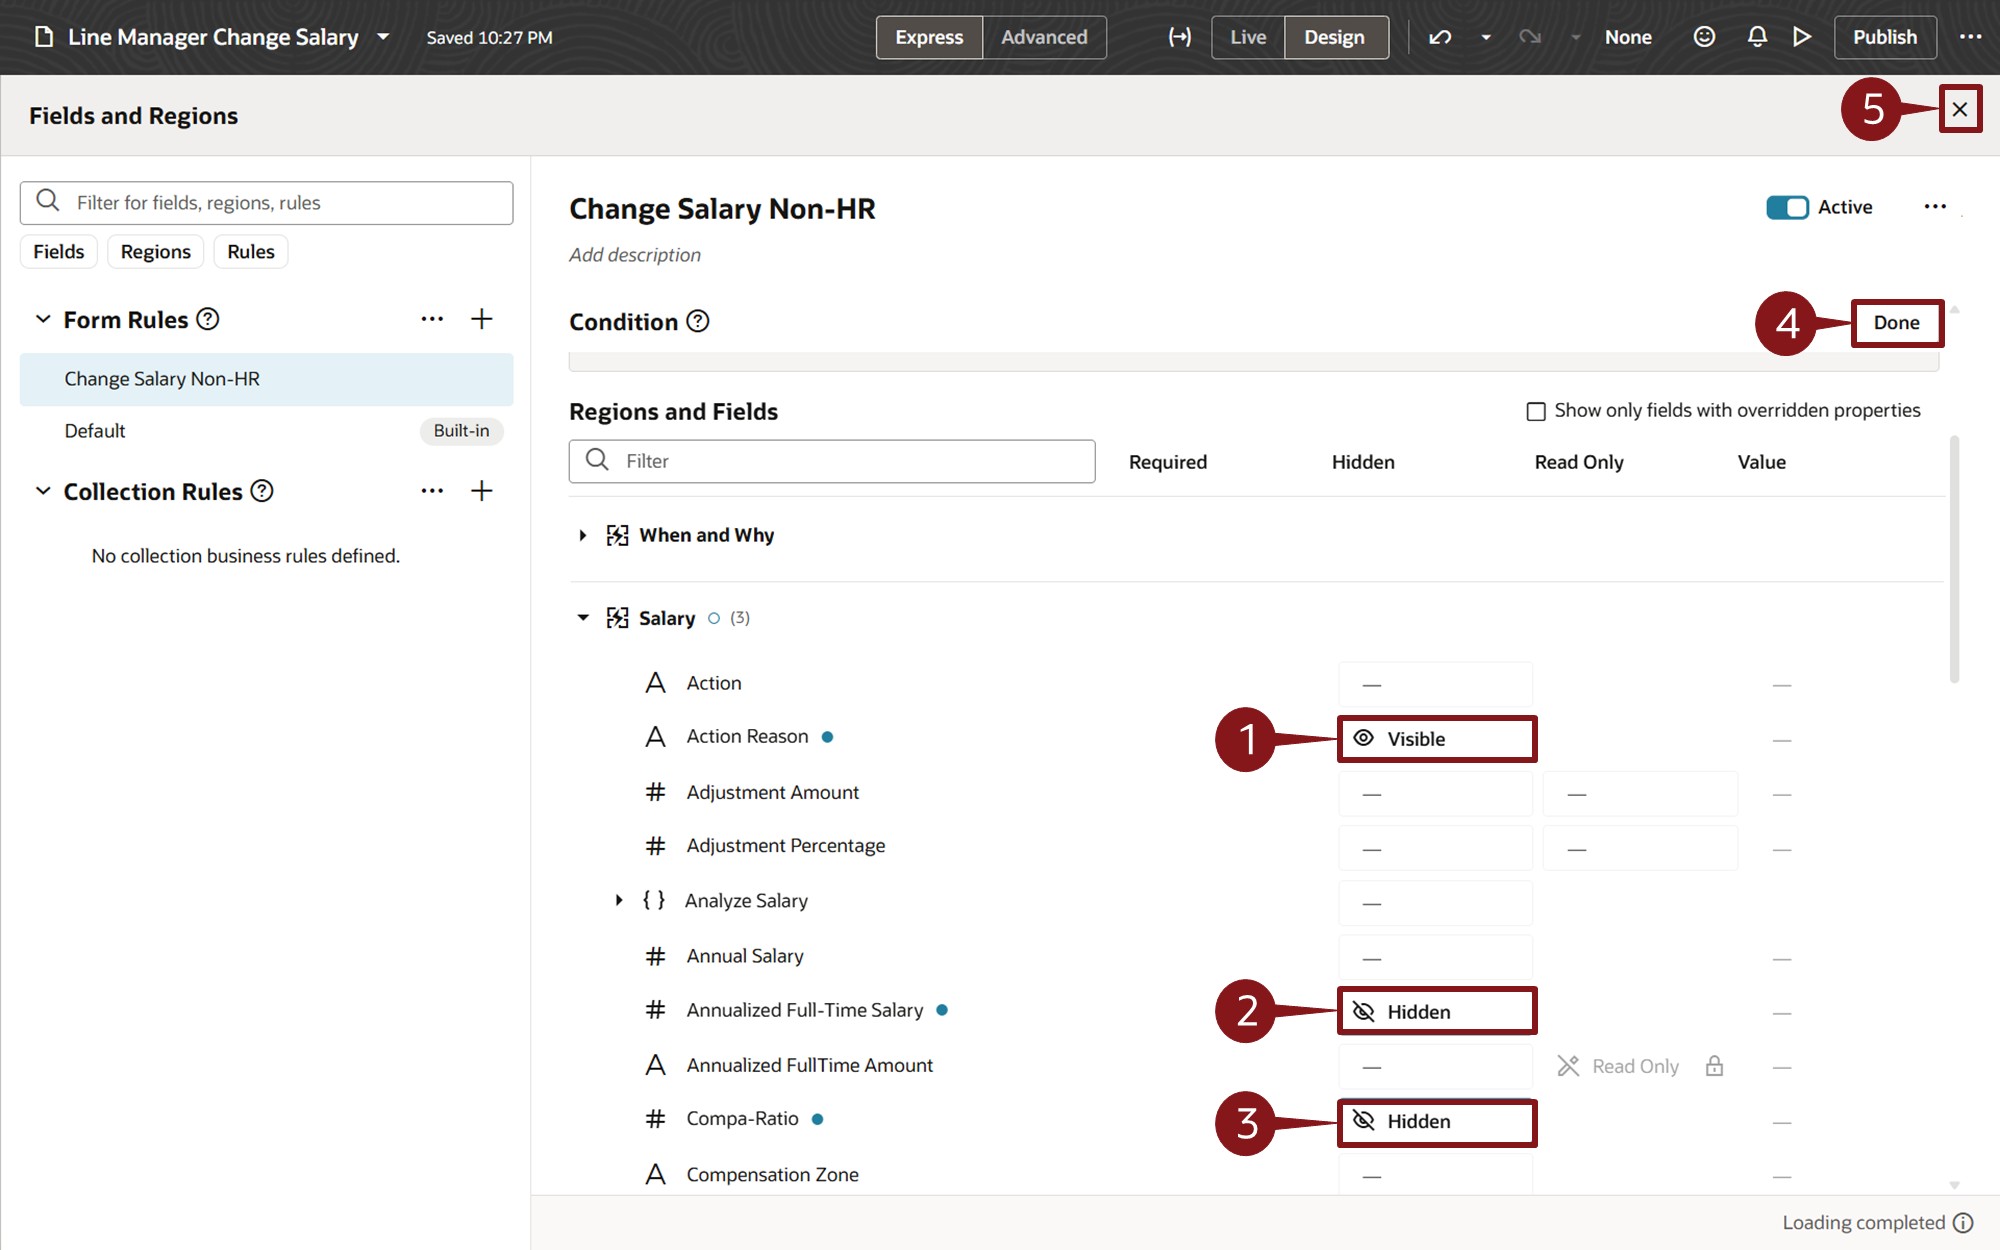 Line Manager Change Salary Saved 10:27 PM Express Advanced Live Design None Publish
Fields and Regions
5
Filter for fields, regions, rules
Fields Regions Rules
Form Rules
Change Salary Non-HR
Default Built-in
Collection Rules
No collection business rules defined.
Change Salary Non-HR Active
Add description
Condition 4 Done
Regions and Fields Show only fields with overridden properties
Filter Required Hidden Read Only Value
When and Why
Salary (3)
Action —  —
Action Reason 1 Visible —
Adjustment Amount — — —
Adjustment Percentage — — —
{ } Analyze Salary —
Annual Salary — —
Annualized Full-Time Salary 2 Hidden —
Annualized FullTime Amount — Read Only —
Compa-Ratio 3 Hidden —
Compensation Zone — —
Loading completed